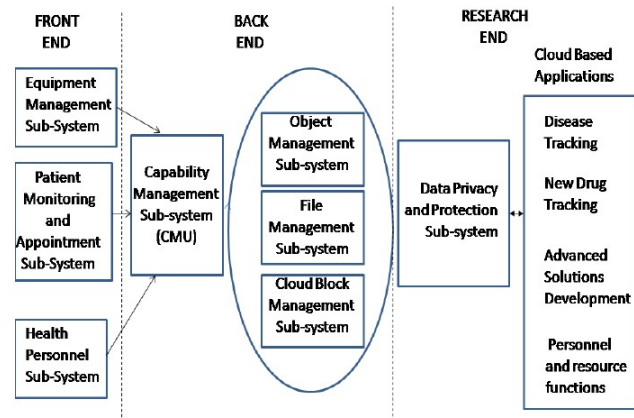 FRONT
END
BACK
END
RESEARCH
END
Equipment
Management
Sub-System
Patient
Monitoring
and
Appointment
Sub-System
Health
Personnel
Sub-System
Capability
Management
Sub-system
(CMU)
Object
Management
Sub-system
File
Management
Sub-system
Cloud Block
Management
Sub-system
Data Privacy
and Protection
Sub-system
Cloud Based
Applications
Disease
Tracking
New Drug
Tracking
Advanced
Solutions
Development
Personnel
and resource
functions